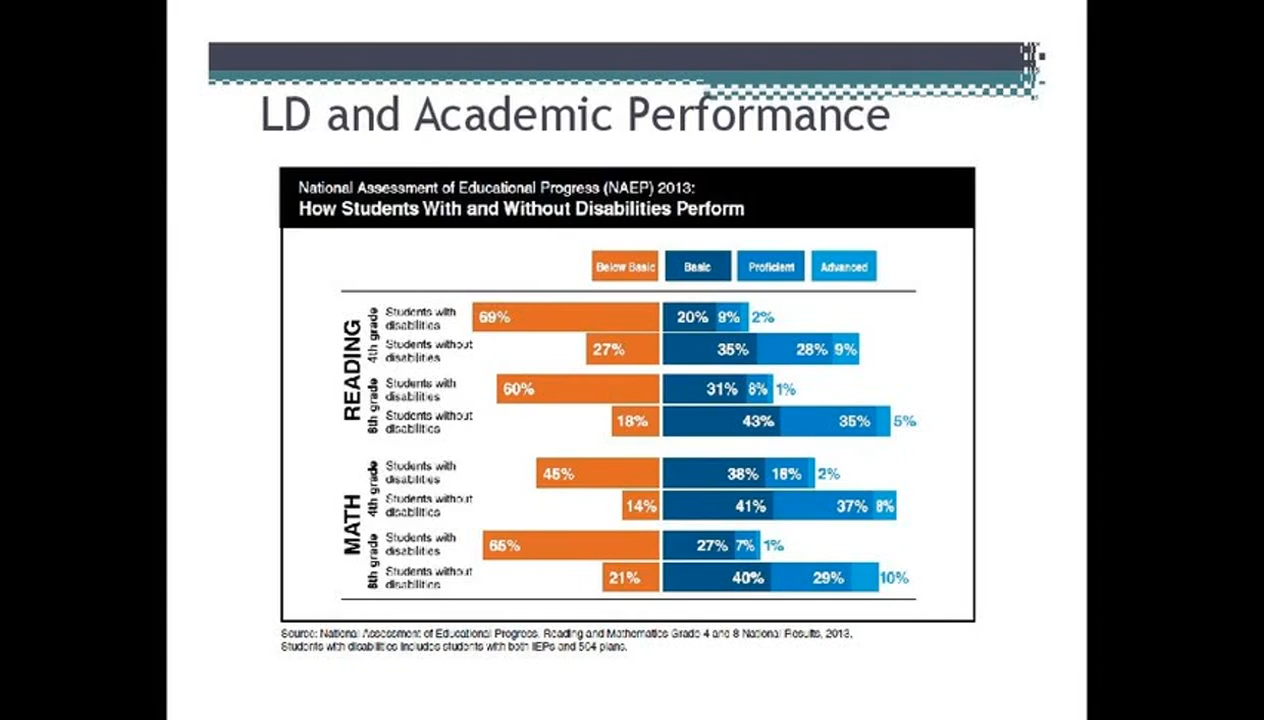 LD and Academic Performance
National Assessment of Educational Progress (NAEP) 2013:
How Students With and Without Disabilities Perform
Below Basic Basic Proficient Advanced
READING
4th grade
Students with
disabilities
69% 20% 9% 2%
Students without
disabilities
27% 35% 28% 9%
8th grade
Students with
disabilities
60% 31% 8% 1%
Students without
disabilities
18% 43% 35% 5%
MATH
4th grade
Students with
disabilities
45% 38% 16% 2%
Students without
disabilities
14% 41% 37% 8%
8th grade
Students with
disabilities
65% 27% 7% 1%
Students without
disabilities
21% 40% 29% 10%
Source: National Assessment of Educational Progress. Reading and Mathematics Grade 4 and 8 National Results, 2013.
Students with disabilities includes students with both IEPs and 504 plans.